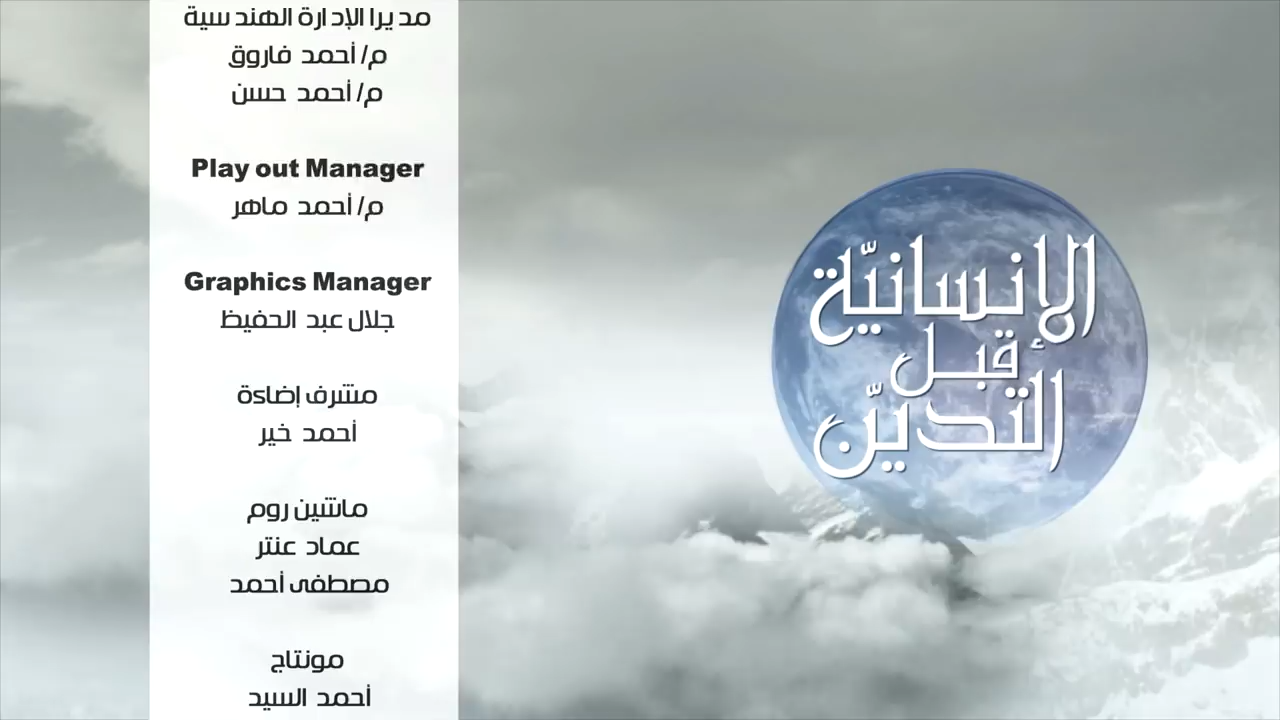 مديرا الإدارة الهندسية
م/ أحمد فاروق
م/ أحمد حسن
Play out Manager
م/ أحمد ماهر
Graphics Manager
جلال عبد الحفيظ
مشرف إضاءة
أحمد خير
ماشين روم
عماد عنتر
مصطفى أحمد
مونتاج
أحمد السيد
الإنسانيّة
قبل
التديّن